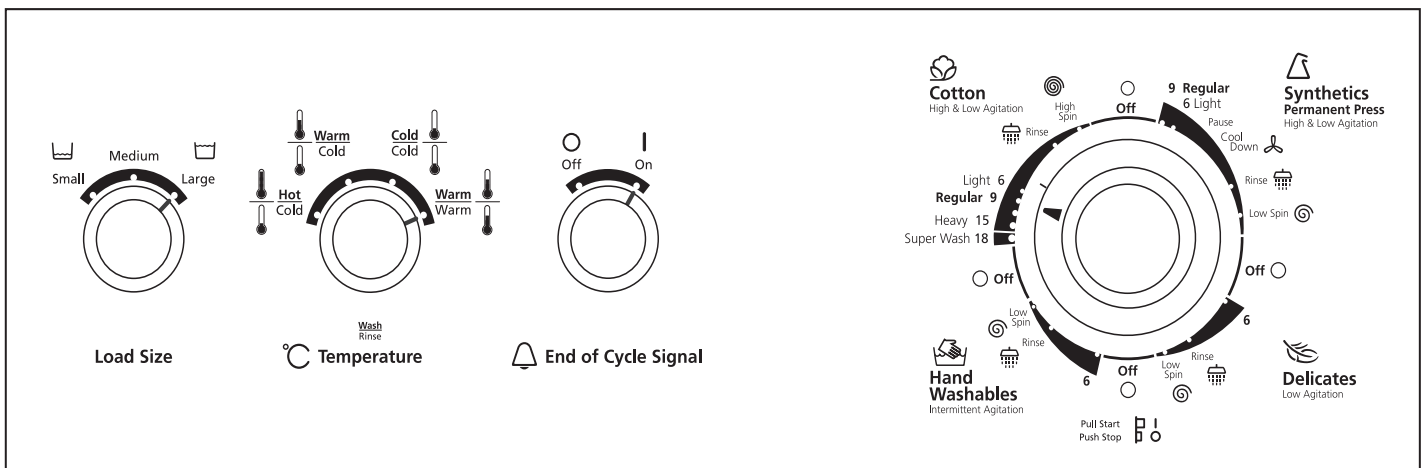 Small
Medium
Large
Load Size
Hot
Cold
Warm
Cold
Cold
Cold
Warm
Warm
Wash
Rinse
°C Temperature
Off
On
End of Cycle Signal
Cotton
High & Low Agitation
High
Spin
Rinse
Light 6
Regular 9
Heavy 15
Super Wash 18
Off
Off
9 Regular
6 Light
Pause
Cool
Down
Rinse
Low Spin
Synthetics
Permanent Press
High & Low Agitation
Off
6
Rinse
Low
Spin
Delicates
Low Agitation
Off
6
Rinse
Low
Spin
Hand
Washables
Intermittent Agitation
Pull Start
Push Stop